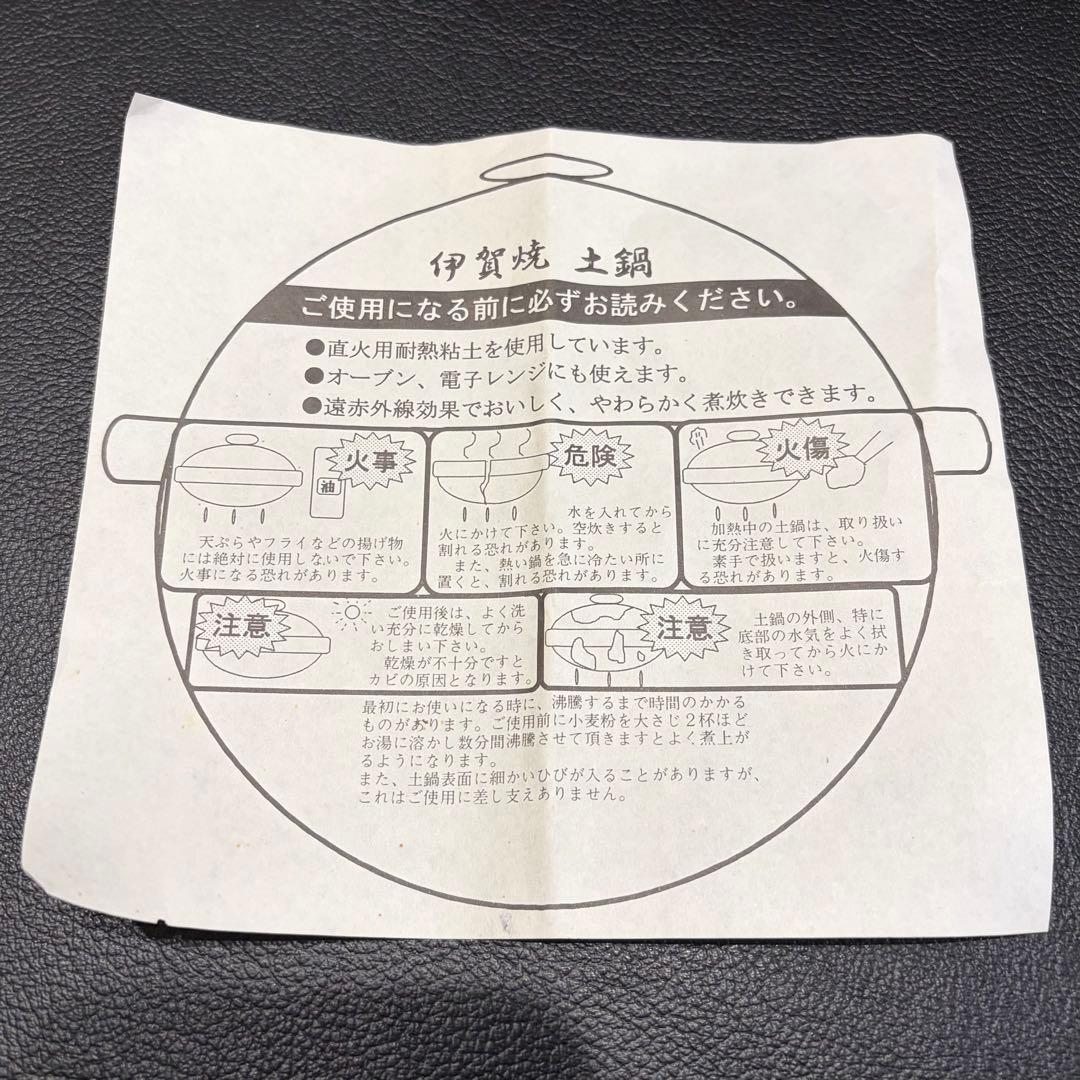 伊賀焼 土鍋
ご使用になる前に必ずお読みください。
●直火用耐熱粘土を使用しています。
●オーブン、電子レンジにも使えます。
●遠赤外線効果でおいしく、やわらかく煮炊きできます。
火事
油
天ぷらやフライなどの揚げ物
には絶対に使用しないで下さい。
火事になる恐れがあります。
危険
水を入れてから
火にかけて下さい。空炊きすると
割れる恐れがあります。
また、熱い鍋を急に冷たい所に
置くと、割れる恐れがあります。
火傷
加熱中の土鍋は、取り扱い
に充分注意して下さい。
素手で扱いますと、火傷す
る恐れがあります。
注意
ご使用後は、よく洗
い充分に乾燥してから
おしまい下さい。
乾燥が不十分ですと
カビの原因となります。
注意
土鍋の外側、特に
底部の水気をよく拭
き取ってから火にか
けて下さい。
最初にお使いになる時に、沸騰するまで時間のかかる
ものがあります。ご使用前に小麦粉を大さじ2杯ほど
お湯に溶かし数分間沸騰させて頂きますとよく煮上が
るようになります。
また、土鍋表面に細かいひびが入ることがありますが、
これはご使用に差し支えありません。